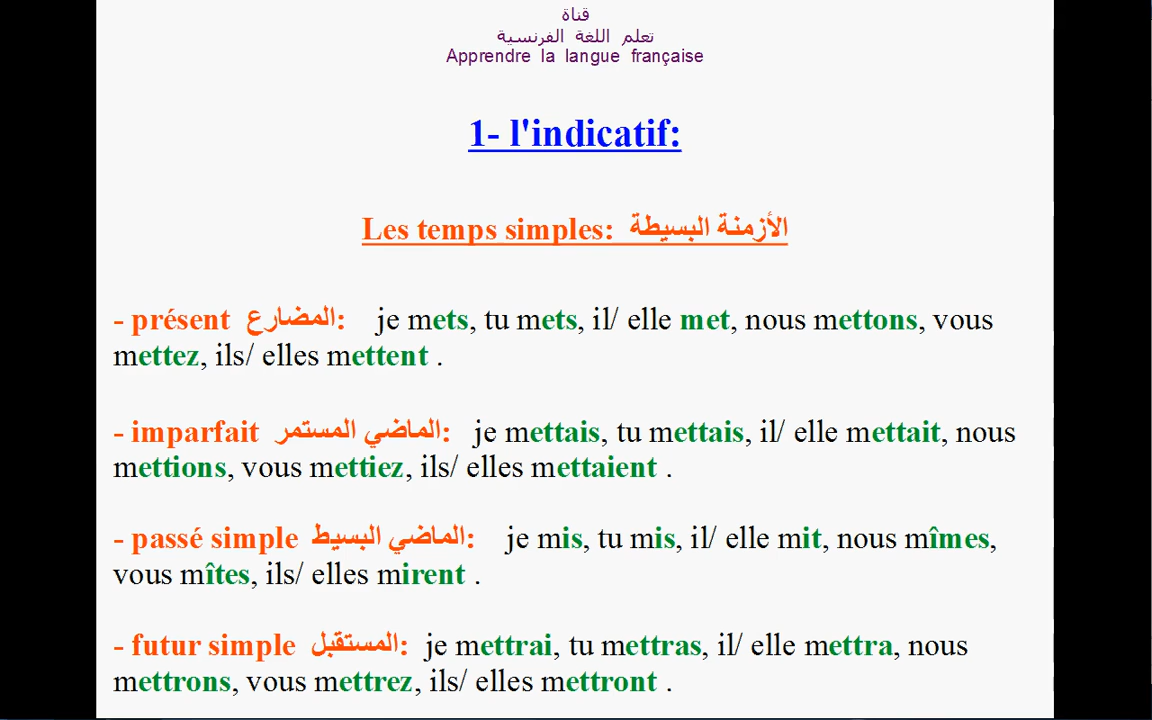 قناة
تعلم اللغة الفرنسية
Apprendre la langue française
1- l'indicatif:
Les temps simples: الأزمنة البسيطة
- présent المضارع: je mets, tu mets, il/ elle met, nous mettons, vous
mettez, ils/ elles mettent .
- imparfait الماضي المستمر: je mettais, tu mettais, il/ elle mettait, nous
mettions, vous mettiez, ils/ elles mettaient .
- passé simple الماضي البسيط: je mis, tu mis, il/ elle mit, nous mîmes,
vous mîtes, ils/ elles mirent .
- futur simple المستقبل: je mettrai, tu mettras, il/ elle mettra, nous
mettrons, vous mettrez, ils/ elles mettront .